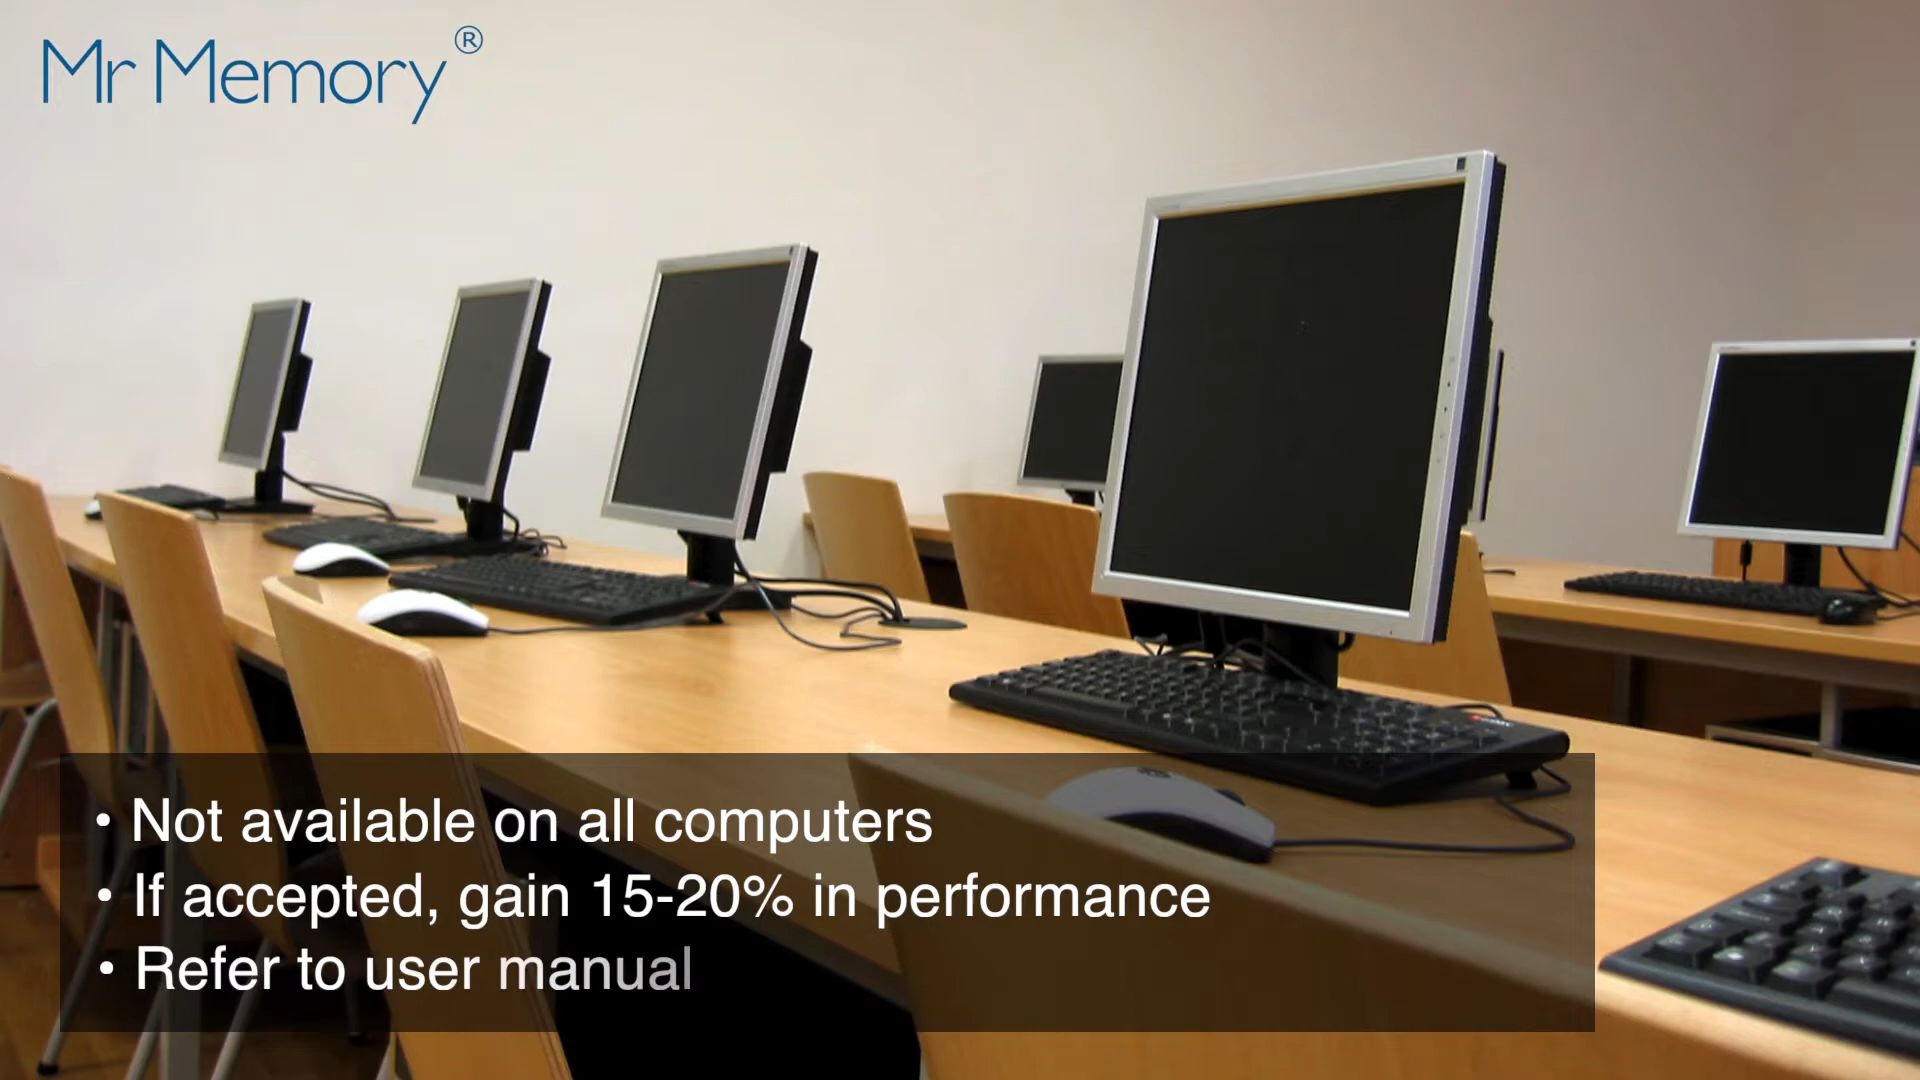 Mr Memory®
• Not available on all computers
• If accepted, gain 15-20% in performance
• Refer to user manual